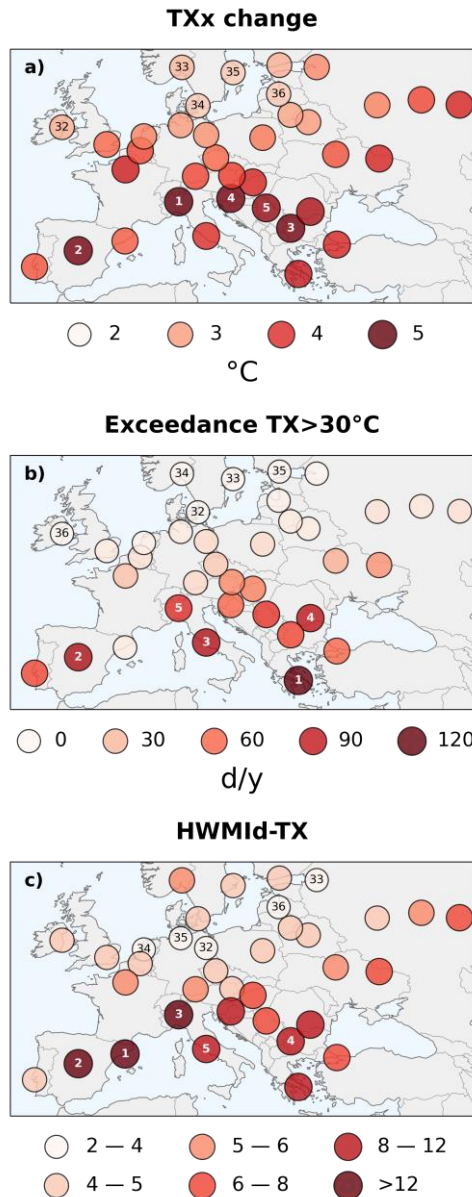 TXx change
a)
33
35
36
34
32
1
4
5
3
2
2 3 4 5
°C
Exceedance TX>30°C
b)
34
33
35
32
36
5
4
3
2
1
0 30 60 90 120
d/y
HWMId-TX
c)
33
36
35
34
32
3
4
5
1
2
2 — 4 5 — 6 8 — 12
4 — 5 6 — 8 >12